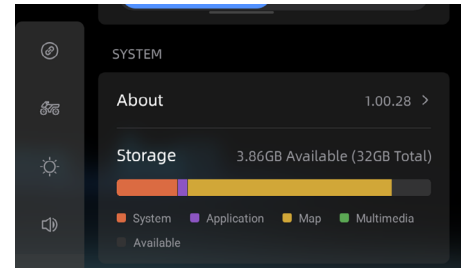 SYSTEM
About 1.00.28 >
Storage 3.86GB Available (32GB Total)
System Application Map Multimedia
Available